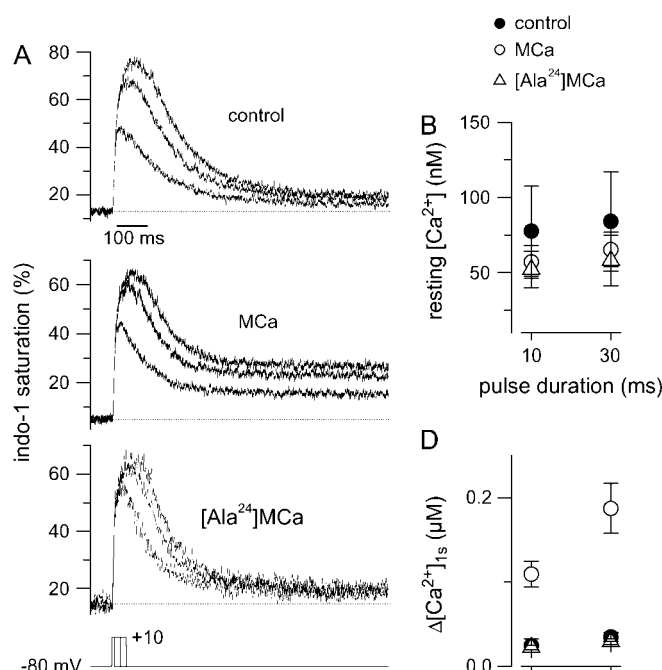 ● control
○ MCa
△ [Ala²⁴]MCa
A
80
60
40
20
control
100 ms
indo-1 saturation (%)
60
40
20
MCa
60
40
20
[Ala²⁴]MCa
+10
-80 mV
B
150
100
50
resting [Ca²⁺] (nM)
10
30
pulse duration (ms)
D
0.2
0.0
Δ[Ca²⁺]₁ₛ (µM)